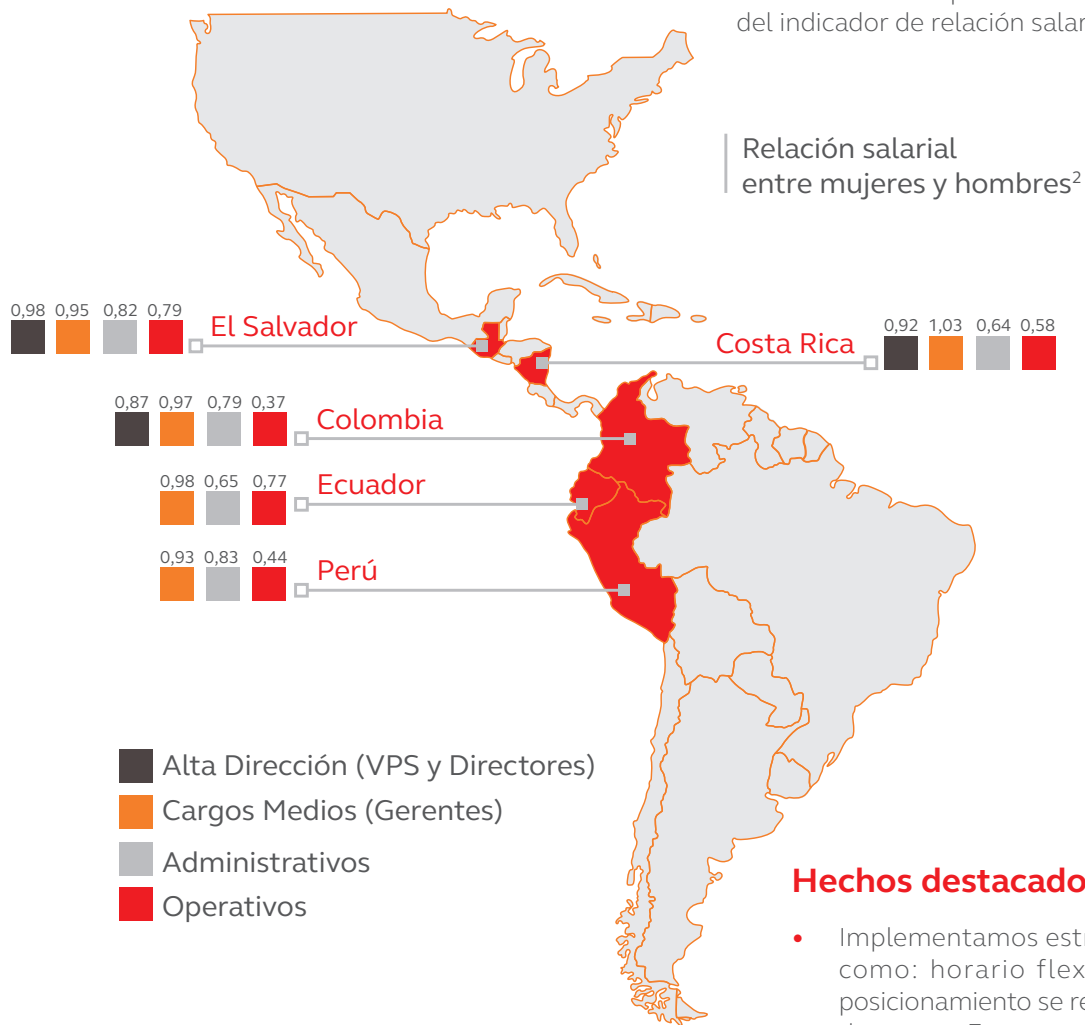 del indicador de relación salar
Relación salarial
entre mujeres y hombres²
0,98 0,95 0,82 0,79
El Salvador
Costa Rica
0,92 1,03 0,64 0,58
0,87 0,97 0,79 0,37
Colombia
0,98 0,65 0,77
Ecuador
0,93 0,83 0,44
Perú
Alta Dirección (VPS y Directores)
Cargos Medios (Gerentes)
Administrativos
Operativos
Hechos destacado
• Implementamos estr
como: horario flex
posicionamiento se re